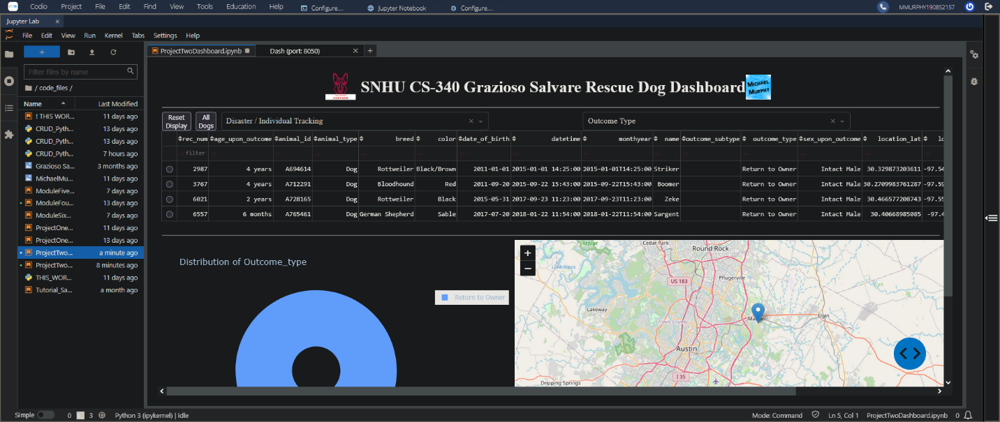 Codio Project File Edit Find View Tools Education Help Configure.... Jupyter Notebook Configure.... MMURPHY190852157
Jupyter Lab
File Edit View Run Kernel Tabs Settings Help
ProjectTwoDashboard.ipynb Dash (port: 8050)
Filter files by name
/ code_files /
Name Last Modified
! THIS WOR... 11 days ago
CRUD_Pyth... 13 days ago
CRUD_Pyth... 13 days ago
CRUD_Pyth... 7 hours ago
Grazioso Sa... 3 months ago
MichaelMu... 11 days ago
ModuleFive... 7 days ago
ModuleFou... 13 days ago
ModuleSix... 7 days ago
ProjectOne... 11 days ago
ProjectOne... 13 days ago
ProjectTwo... a minute ago
ProjectTwo... 8 minutes ago
THIS_WOR... 11 days ago
Tutorial_Sa... a month ago
SNHU CS-340 Grazioso Salvare Rescue Dog Dashboard
MICHAEL
MURPHY
Reset
Display
All
Dogs
Disaster / Individual Tracking
Outcome Type
rec_num age_upon_outcome animal_id animal_type breed color date_of_birth datetime monthyear name outcome_subtype outcome_type sex_upon_outcome location_lat lo
filter
2987 4 years A694614 Dog Rottweiler Black/Brown 2011-01-01 2015-01-01 14:25:00 2015-01-01T14:25:00 Striker Return to Owner Intact Male 30.329873203611 -97.54
3767 4 years A712291 Dog Bloodhound Red 2011-09-20 2015-09-22 15:43:00 2015-09-22T15:43:00 Boomer Return to Owner Intact Male 30.2709983761287 -97.59
6021 2 years A728165 Dog Rottweiler Black 2015-05-31 2017-09-23 11:23:00 2017-09-23T11:23:00 Zeke Return to Owner Intact Male 30.466577208743 -97.55
6557 6 months A765461 Dog German Shepherd Sable 2017-07-20 2018-01-22 11:54:00 2018-01-22T11:54:00 Sargent Return to Owner Intact Male 30.40668985085 -97.4
Distribution of Outcome_type
Return to Owner
+
−
Refuge
Cedar Park
Round Rock
Lake Travis
US 183
Pflugerville
Lakeway
Travis County
Elgin
Austin
I 35
Dripping Springs
Simple 0 3 Python 3 (ipykernel) | Idle Mode: Command Ln 5, Col 1 ProjectTwoDashboard.ipynb 0